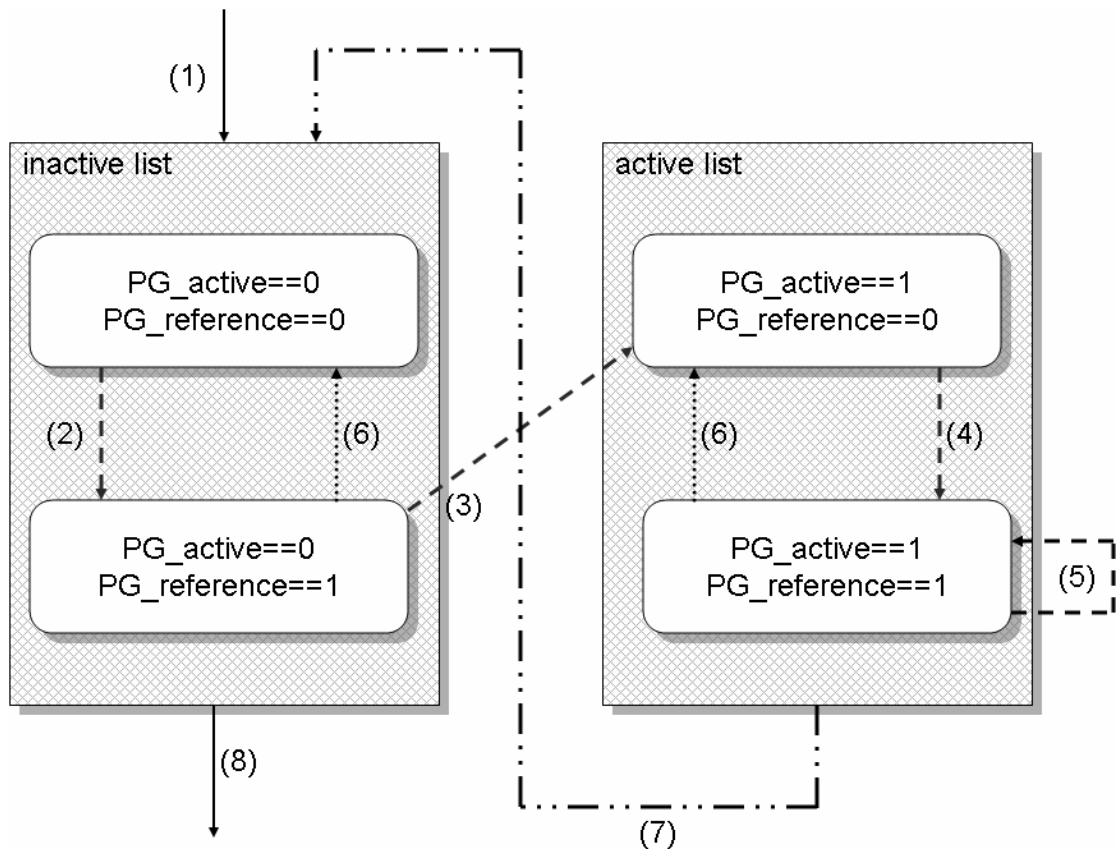 (1)
inactive list
active list
PG_active==0
PG_reference==0
PG_active==1
PG_reference==0
(2)
(6)
(3)
(6)
(4)
PG_active==0
PG_reference==1
PG_active==1
PG_reference==1
(5)
(8)
(7)